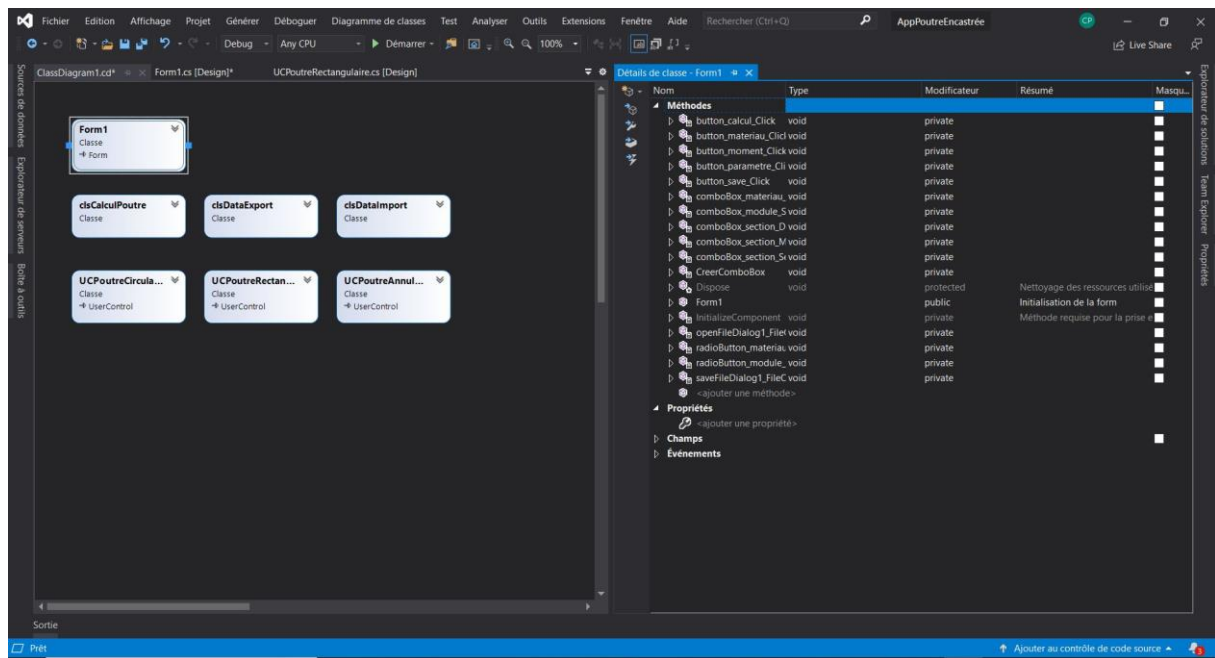 Fichier Edition Affichage Projet Générer Déboguer Diagramme de classes Test Analyser Outils Extensions Fenêtre Aide Rechercher (Ctrl+Q) AppPoutreEncastrée CP
Debug Any CPU Démarrer 100% Live Share
ClassDiagram1.cd* Form1.cs [Design]* UCPoutreRectangulaire.cs [Design]
Sources de données
Explorateur de serveurs
Boîte à outils
Form1
Classe
Form
clsCalculPoutre
Classe
clsDataExport
Classe
clsDataImport
Classe
UCPoutreCircula...
Classe
UserControl
UCPoutreRectan...
Classe
UserControl
UCPoutreAnnul...
Classe
UserControl
Détails de classe - Form1
Nom Type Modificateur Résumé Masqu...
Méthodes
button_calcul_Click void private
button_materiau_Clicl void private
button_moment_Click void private
button_parametre_Cli void private
button_save_Click void private
comboBox_materiau_ void private
comboBox_module_S void private
comboBox_section_D void private
comboBox_section_M void private
comboBox_section_Se void private
CreerComboBox void private
Dispose void protected Nettoyage des ressources utilisé
Form1 public Initialisation de la form
InitializeComponent void private Méthode requise pour la prise e
openFileDialog1_File( void private
radioButton_materiau void private
radioButton_module_ void private
saveFileDialog1_FileC void private
<ajouter une méthode>
Propriétés
<ajouter une propriété>
Champs
Événements
Explorateur de solutions
Team Explorer
Propriétés
Sortie
Prêt Ajouter au contrôle de code source 3